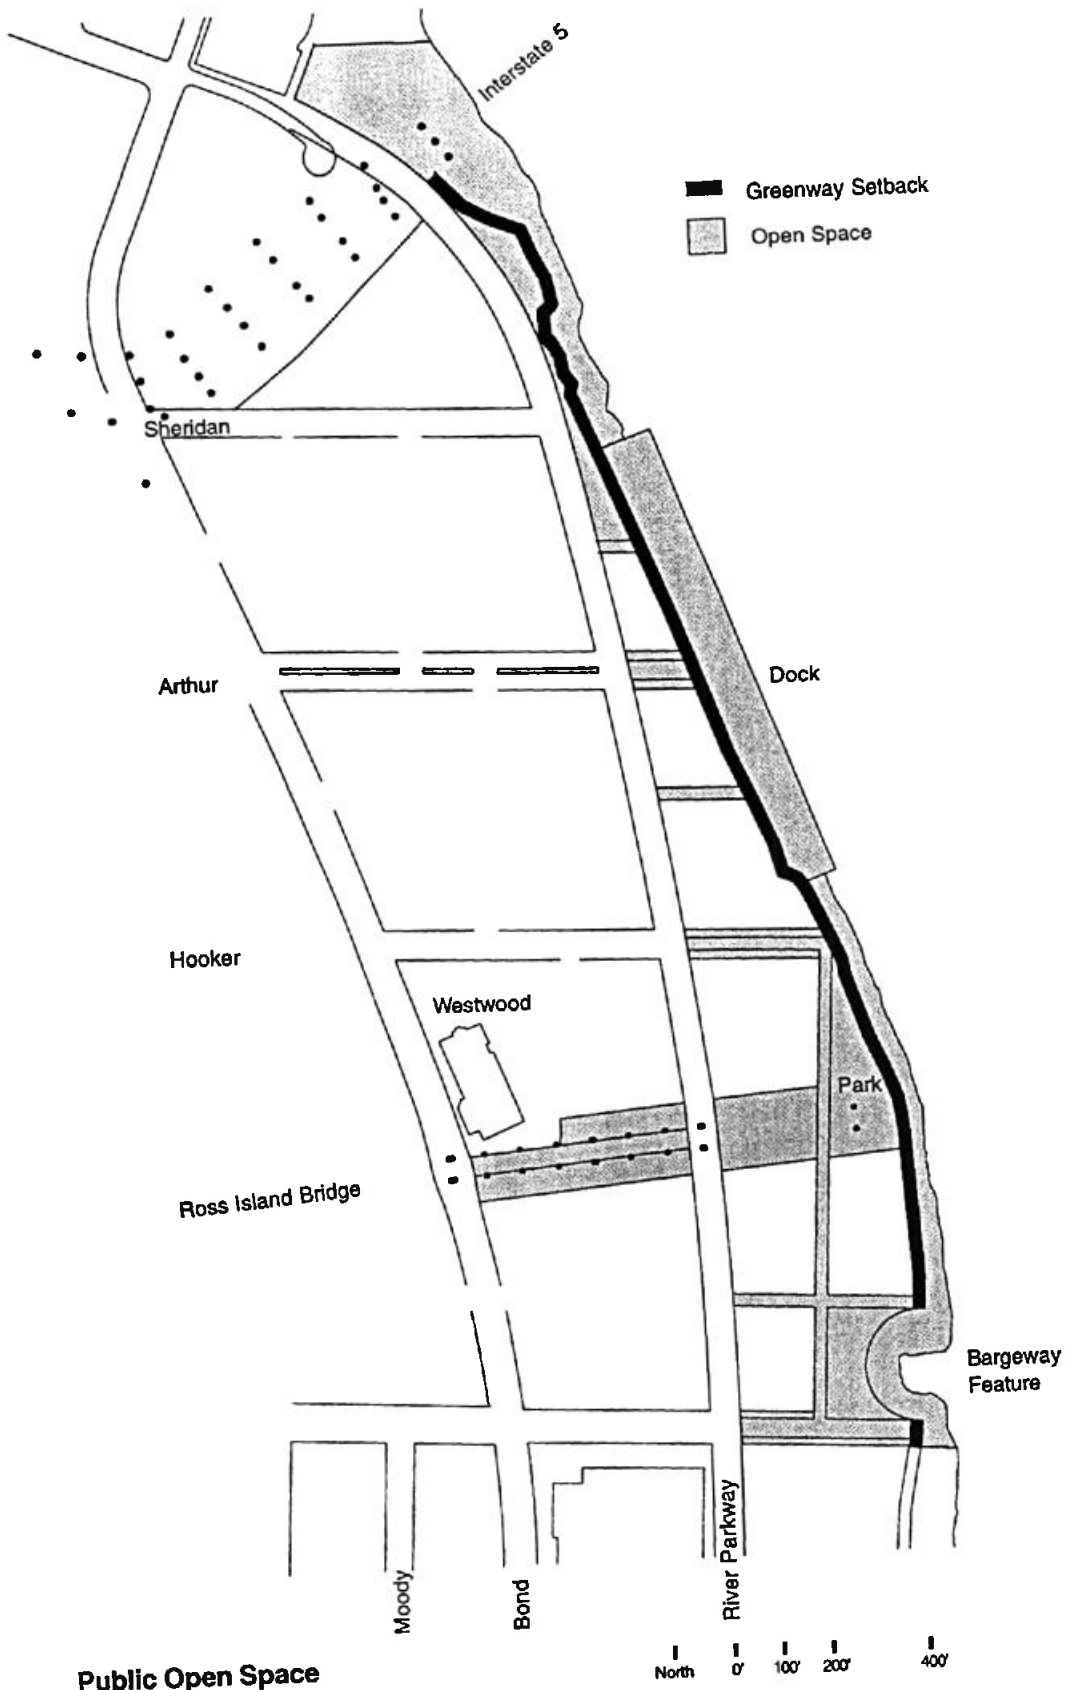 Interstate 5
Greenway Setback
Open Space
Sheridan
Arthur
Dock
Hooker
Westwood
Park
Ross Island Bridge
Bargeway
Feature
Moody
Bond
River Parkway
Public Open Space
North 0' 100' 200' 400'